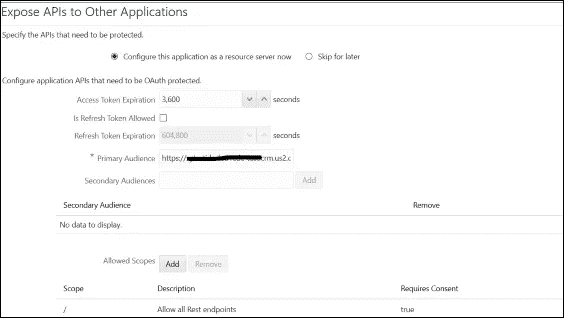 Expose APIs to Other Applications
Specify the APIs that need to be protected.
Configure this application as a resource server now Skip for later
Configure application APIs that need to be OAuth protected.
Access Token Expiration 3,600 seconds
Is Refresh Token Allowed
Refresh Token Expiration 604,800 seconds
* Primary Audience https:// rm.us2.c
Secondary Audiences Add
Secondary Audience Remove
No data to display.
Allowed Scopes Add Remove
Scope Description Requires Consent
/ Allow all Rest endpoints true